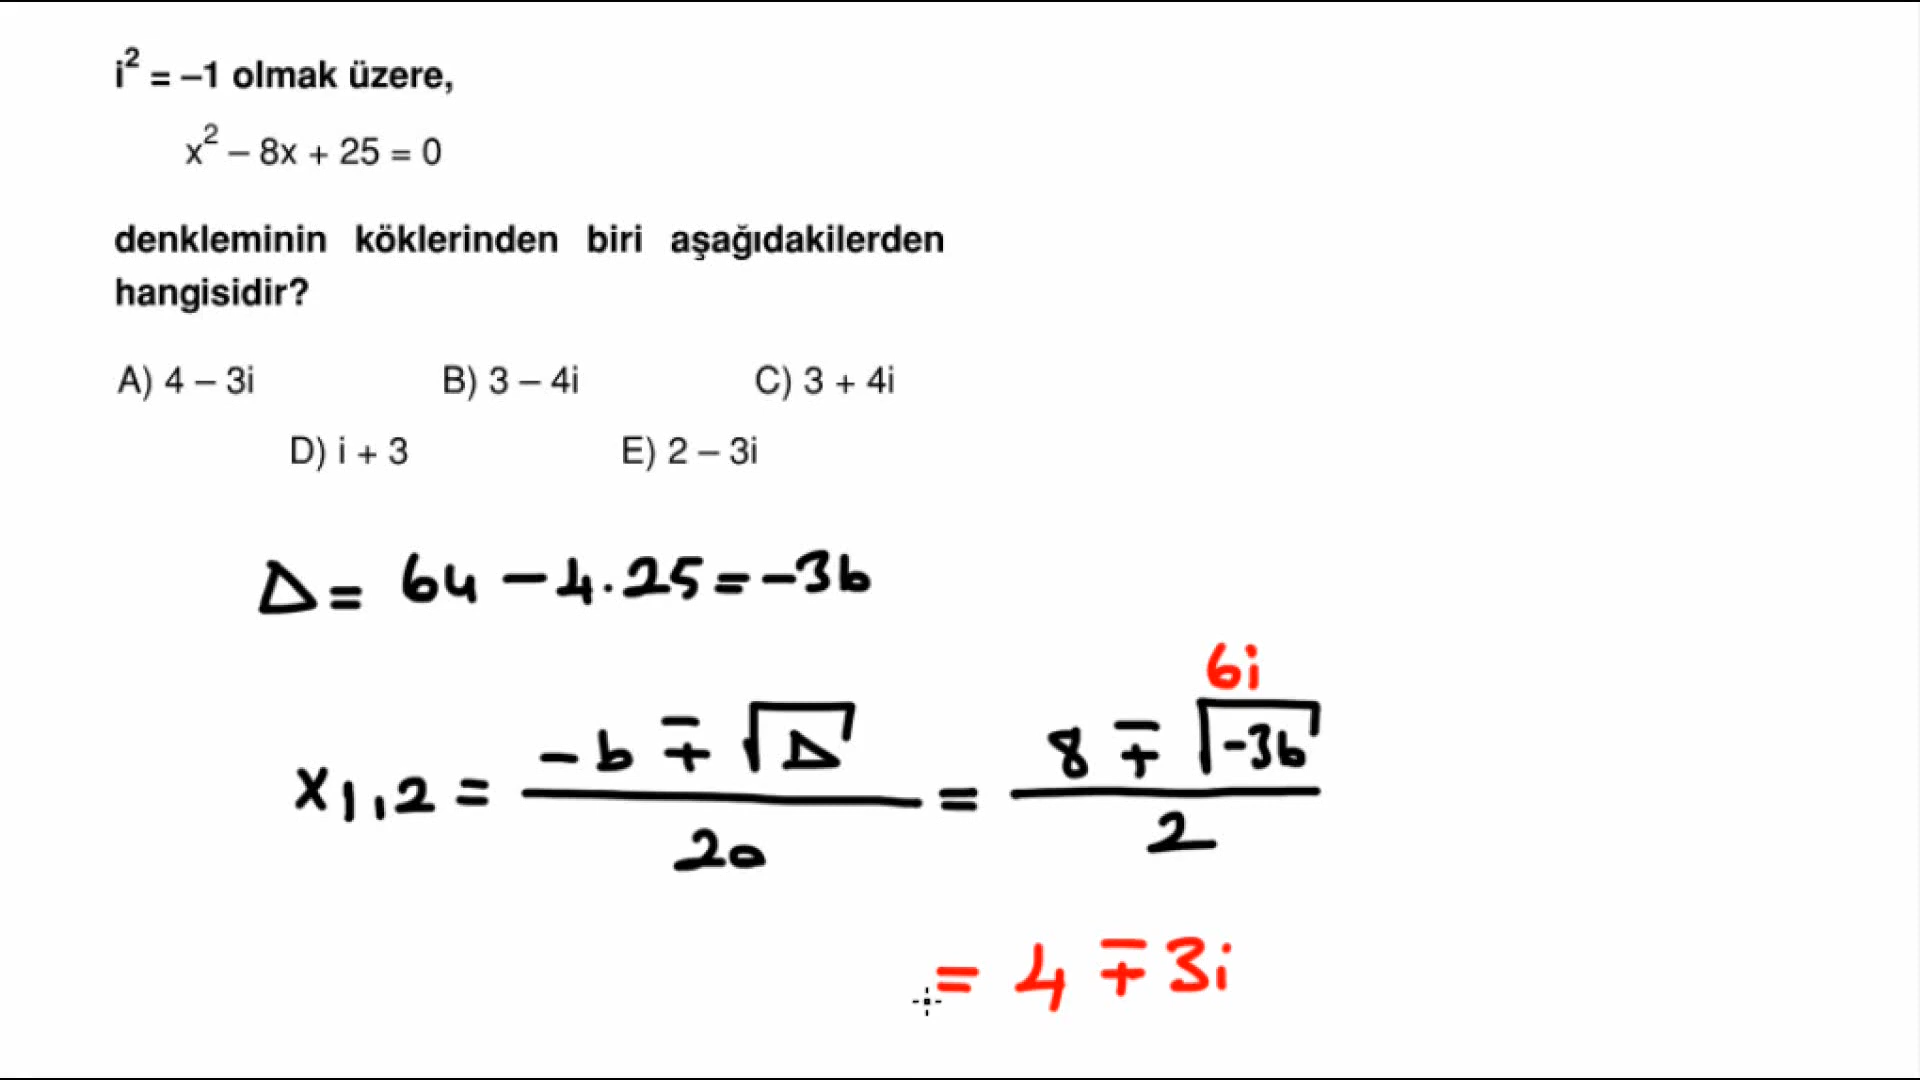 i² = –1 olmak üzere,
x² – 8x + 25 = 0
denkleminin köklerinden biri aşağıdakilerden
hangisidir?
A) 4 – 3i B) 3 – 4i C) 3 + 4i
D) i + 3 E) 2 – 3i
Δ = 64 – 4.25 = -36
6i
x1,2 = (-b ∓ √Δ) / 2a = (8 ∓ √-36) / 2
= 4 ∓ 3i